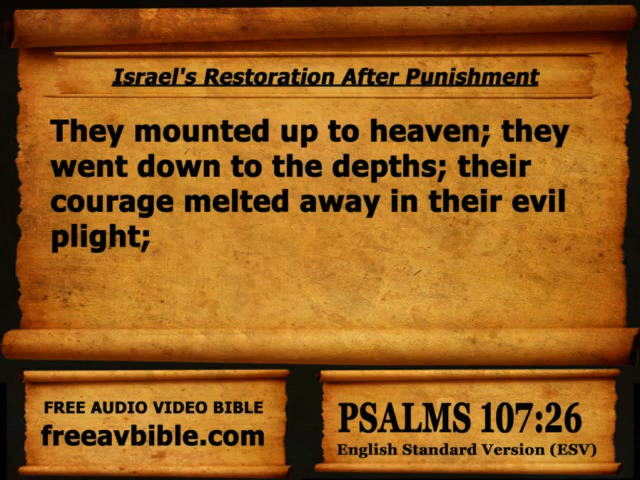 Israel's Restoration After Punishment
They mounted up to heaven; they
went down to the depths; their
courage melted away in their evil
plight;
FREE AUDIO VIDEO BIBLE
freeavbible.com
PSALMS 107:26
English Standard Version (ESV)